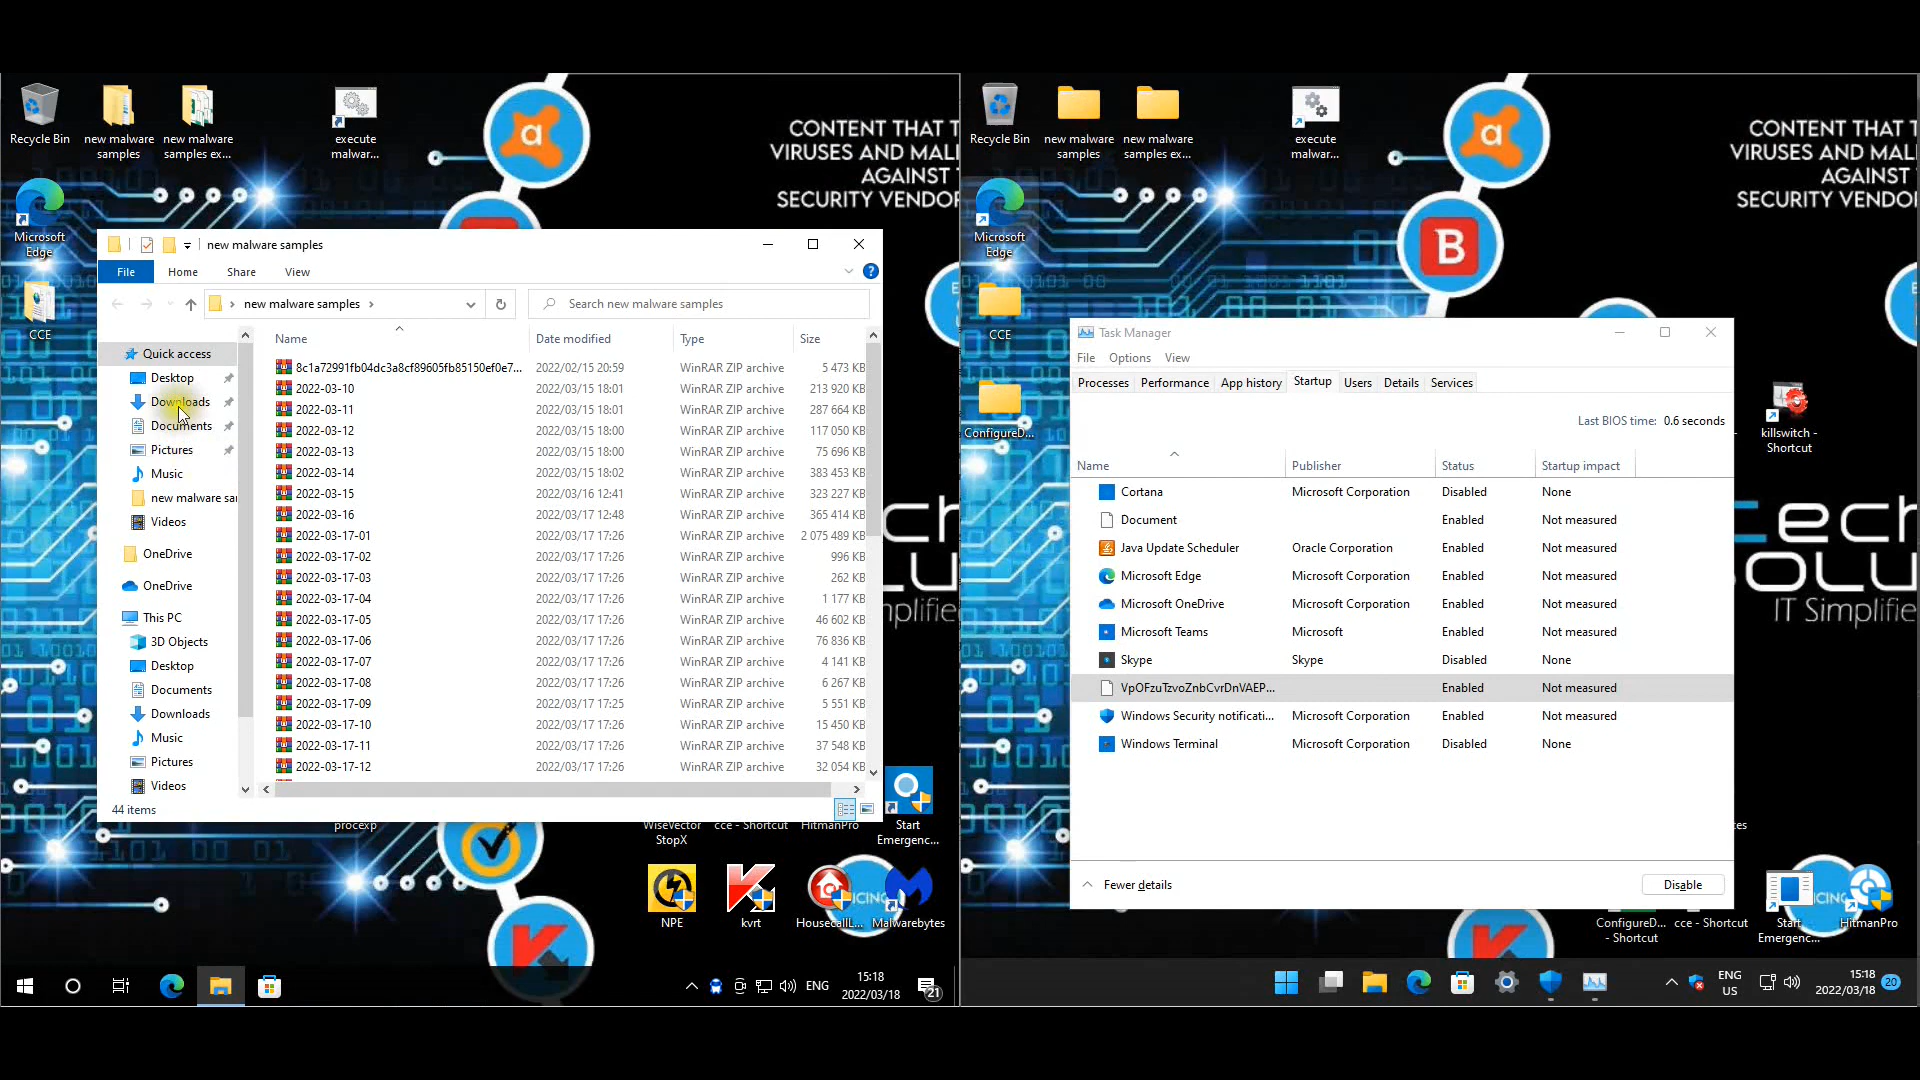 Recycle Bin
new malware samples
new malware samples ex...
execute malwar...
CONTENT THAT T
VIRUSES AND MAL
AGAINST
SECURITY VENDO
Microsoft Edge
CCE
new malware samples
File
Home
Share
View
new malware samples
Search new malware samples
Name
Date modified
Type
Size
Quick access
Desktop
Downloads
Documents
Pictures
Music
new malware sar
Videos
OneDrive
OneDrive
This PC
3D Objects
Desktop
Documents
Downloads
Music
Pictures
Videos
8c1a72991fb04dc3a8cf89605fb85150ef0e7... 2022/02/15 20:59 WinRAR ZIP archive 5 473 KB
2022-03-10 2022/03/15 18:01 WinRAR ZIP archive 213 920 KB
2022-03-11 2022/03/15 18:01 WinRAR ZIP archive 287 664 KB
2022-03-12 2022/03/15 18:00 WinRAR ZIP archive 117 050 KB
2022-03-13 2022/03/15 18:00 WinRAR ZIP archive 75 696 KB
2022-03-14 2022/03/15 18:02 WinRAR ZIP archive 383 453 KB
2022-03-15 2022/03/16 12:41 WinRAR ZIP archive 323 227 KB
2022-03-16 2022/03/17 12:48 WinRAR ZIP archive 365 414 KB
2022-03-17-01 2022/03/17 17:26 WinRAR ZIP archive 2 075 489 KB
2022-03-17-02 2022/03/17 17:26 WinRAR ZIP archive 996 KB
2022-03-17-03 2022/03/17 17:26 WinRAR ZIP archive 262 KB
2022-03-17-04 2022/03/17 17:26 WinRAR ZIP archive 1 177 KB
2022-03-17-05 2022/03/17 17:26 WinRAR ZIP archive 46 602 KB
2022-03-17-06 2022/03/17 17:26 WinRAR ZIP archive 76 836 KB
2022-03-17-07 2022/03/17 17:26 WinRAR ZIP archive 4 141 KB
2022-03-17-08 2022/03/17 17:26 WinRAR ZIP archive 6 267 KB
2022-03-17-09 2022/03/17 17:25 WinRAR ZIP archive 5 551 KB
2022-03-17-10 2022/03/17 17:26 WinRAR ZIP archive 15 450 KB
2022-03-17-11 2022/03/17 17:26 WinRAR ZIP archive 37 548 KB
2022-03-17-12 2022/03/17 17:26 WinRAR ZIP archive 32 054 KB
44 items
procexp
WiseVector StopX
cce - Shortcut
HitmanPro
Start Emergenc...
NPE
kvrt
HousecallL...
Malwarebytes
ENG
15:18
2022/03/18
21
Recycle Bin
new malware samples
new malware samples ex...
execute malwar...
CONTENT THAT T
VIRUSES AND MAL
AGAINST
SECURITY VENDO
Microsoft Edge
CCE
ConfigureD...
killswitch - Shortcut
ech
IT Simplifie
Task Manager
File
Options
View
Processes
Performance
App history
Startup
Users
Details
Services
Last BIOS time: 0.6 seconds
Name Publisher Status Startup impact
Cortana Microsoft Corporation Disabled None
Document Enabled Not measured
Java Update Scheduler Oracle Corporation Enabled Not measured
Microsoft Edge Microsoft Corporation Enabled Not measured
Microsoft OneDrive Microsoft Corporation Enabled Not measured
Microsoft Teams Microsoft Enabled Not measured
Skype Skype Disabled None
VpOFzuTzvoZnbCvrDnVAEP... Enabled Not measured
Windows Security notificati... Microsoft Corporation Enabled Not measured
Windows Terminal Microsoft Corporation Disabled None
Fewer details
Disable
ConfigureD... - Shortcut
cce - Shortcut
Start Emergenc...
HitmanPro
ENG
US
15:18
2022/03/18
20